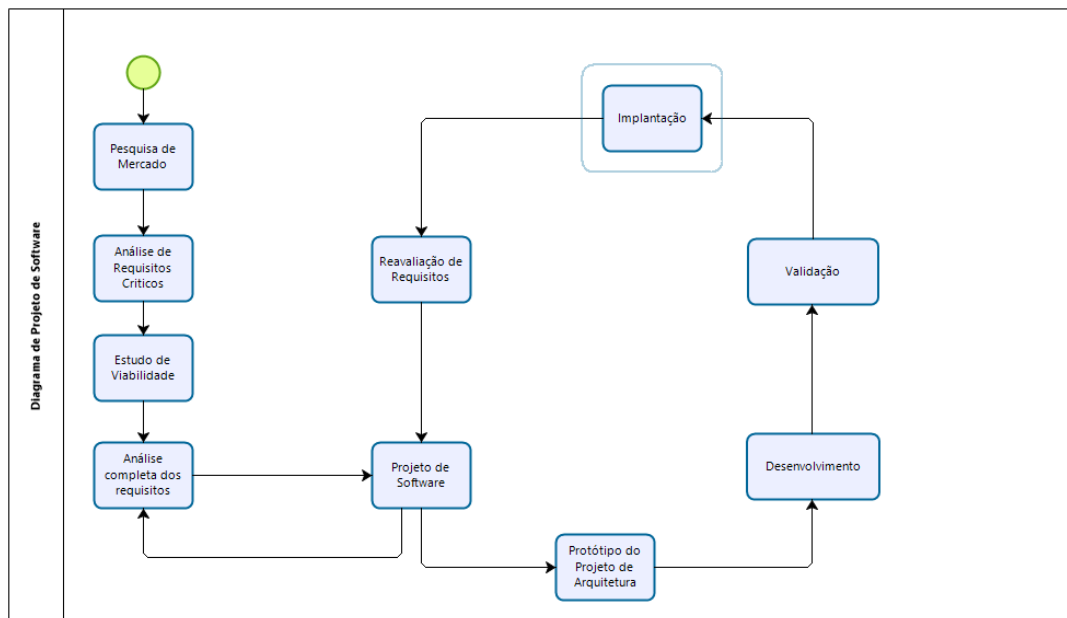 Diagrama de Projeto de Software
Pesquisa de
Mercado
Análise de
Requisitos
Criticos
Estudo de
Viabilidade
Análise
completa dos
requisitos
Projeto de
Software
Reavaliação de
Requisitos
Implantação
Validação
Desenvolvimento
Protótipo do
Projeto de
Arquitetura